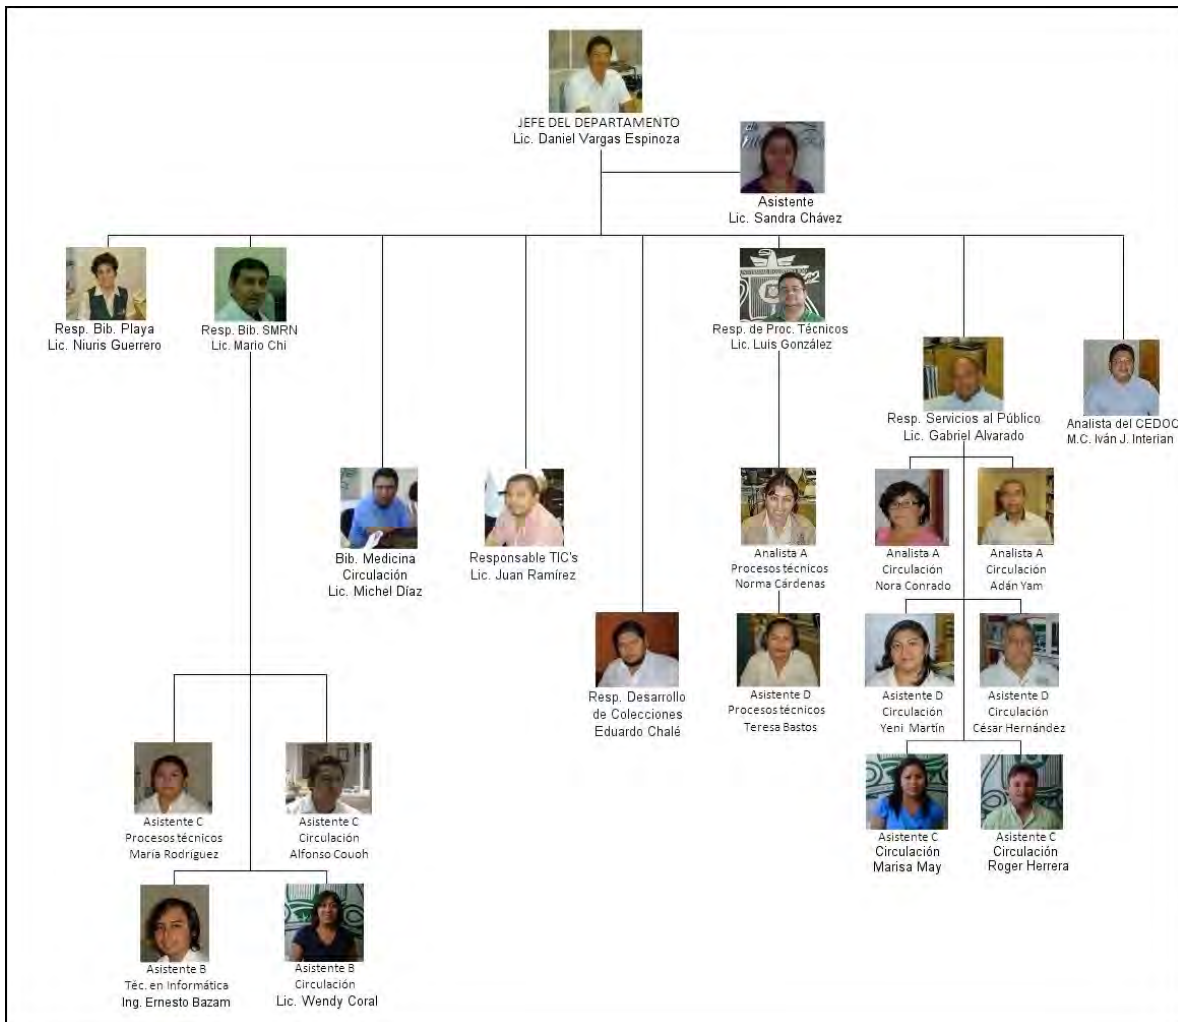 JEFE DEL DEPARTAMENTO
Lic. Daniel Vargas Espinoza
Asistente
Lic. Sandra Chávez
Resp. Bib. Playa
Lic. Niuris Guerrero
Resp. Bib. SMRN
Lic. Mario Chi
Resp. de Proc. Técnicos
Lic. Luis González
Resp. Servicios al Público
Lic. Gabriel Alvarado
Analista del CEDOC
M.C. Iván J. Interian
Bib. Medicina
Circulación
Lic. Michel Díaz
Responsable TIC's
Lic. Juan Ramírez
Analista A
Procesos técnicos
Norma Cárdenas
Analista A
Circulación
Nora Conrado
Analista A
Circulación
Adán Yam
Resp. Desarrollo
de Colecciones
Eduardo Chalé
Asistente D
Procesos técnicos
Teresa Bastos
Asistente D
Circulación
Yeni Martín
Asistente D
Circulación
César Hernández
Asistente C
Procesos técnicos
María Rodríguez
Asistente C
Circulación
Alfonso Couoh
Asistente C
Circulación
Marisa May
Asistente C
Circulación
Roger Herrera
Asistente B
Téc. en Informática
Ing. Ernesto Bazam
Asistente B
Circulación
Lic. Wendy Coral